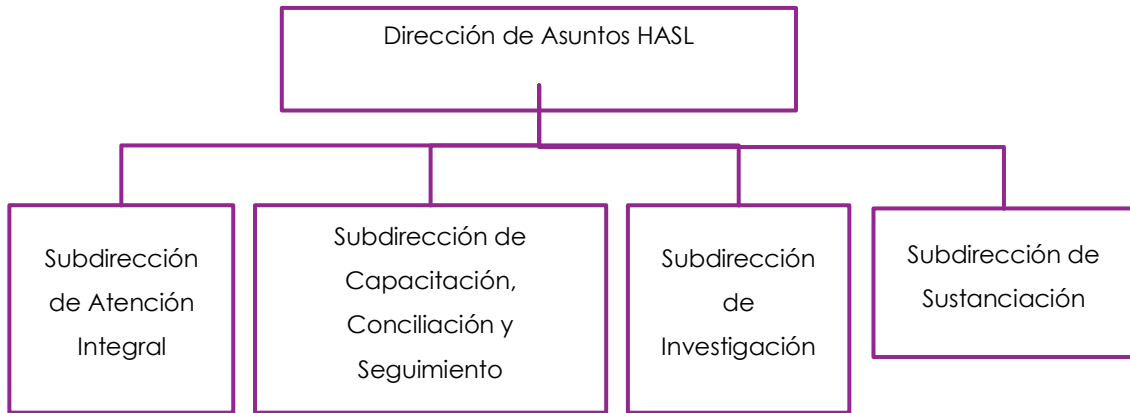 Dirección de Asuntos HASL
Subdirección
de Atención
Integral
Subdirección de
Capacitación,
Conciliación y
Seguimiento
Subdirección
de
Investigación
Subdirección de
Sustanciación